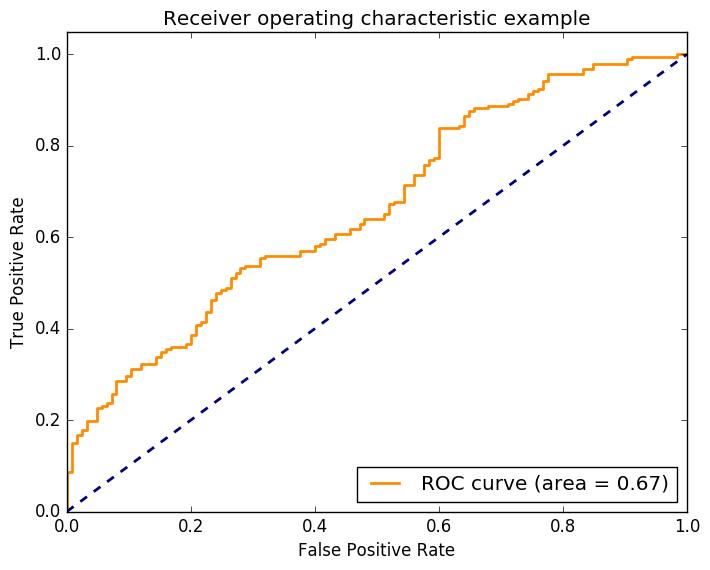 Receiver operating characteristic example
1.0
0.8
0.6
0.4
0.2
0.0
True Positive Rate
ROC curve (area = 0.67)
0.0 0.2 0.4 0.6 0.8 1.0
False Positive Rate